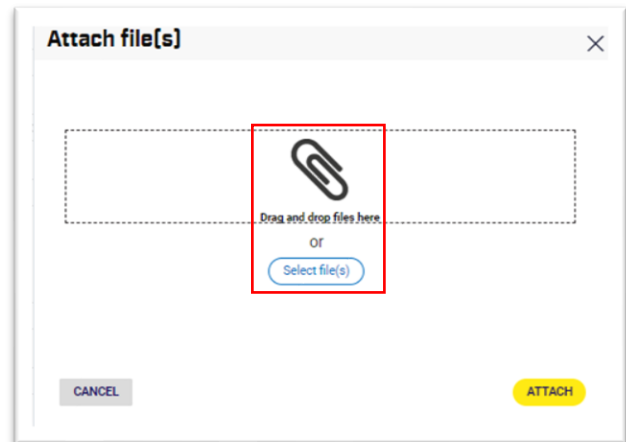 Attach file(s)
Drag and drop files here
or
Select file(s)
CANCEL
ATTACH